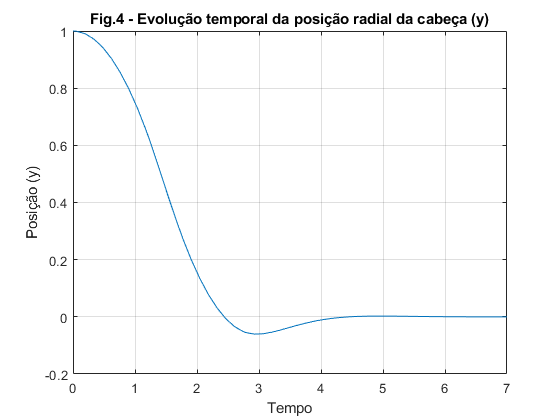 Fig.4 - Evolução temporal da posição radial da cabeça (y)
1
0.8
0.6
0.4
0.2
0
-0.2
Posição (y)
0 1 2 3 4 5 6 7
Tempo